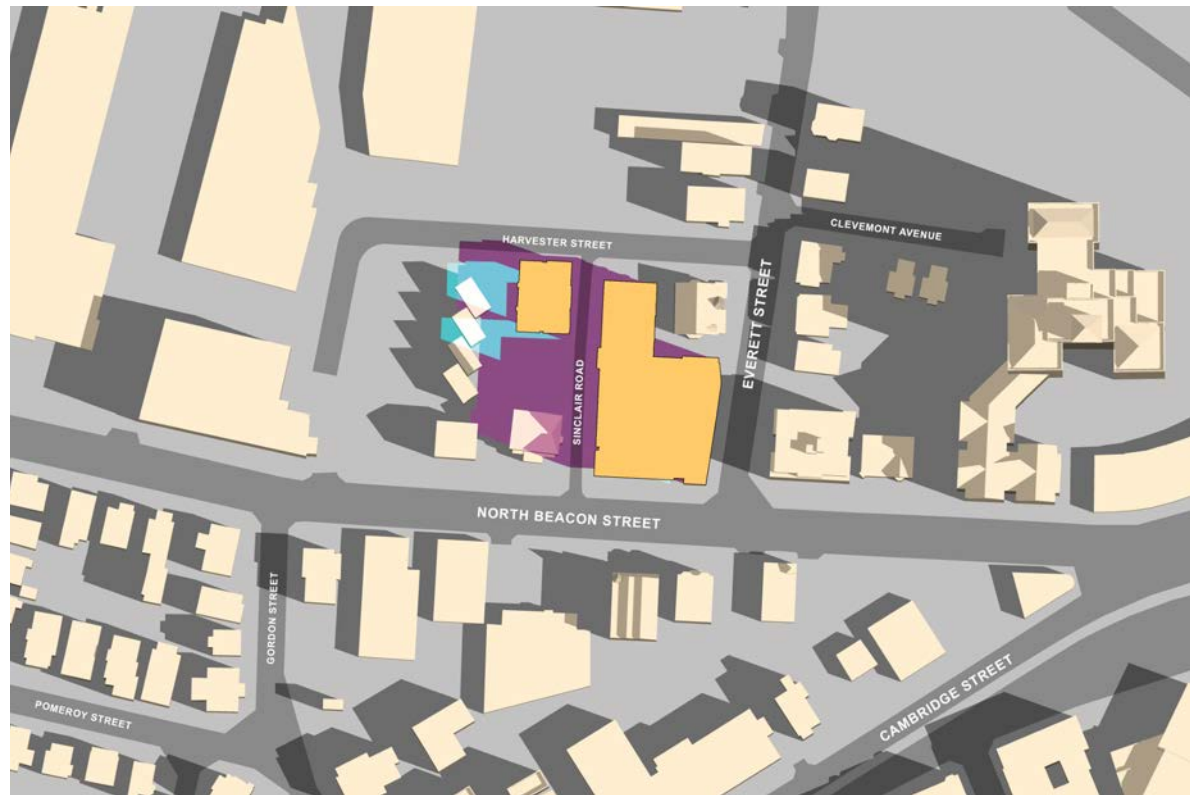 CLEVEMONT AVENUE
HARVESTER STREET
EVERETT STREET
SINCLAIR ROAD
NORTH BEACON STREET
GORDON STREET
CAMBRIDGE STREET
POMEROY STREET